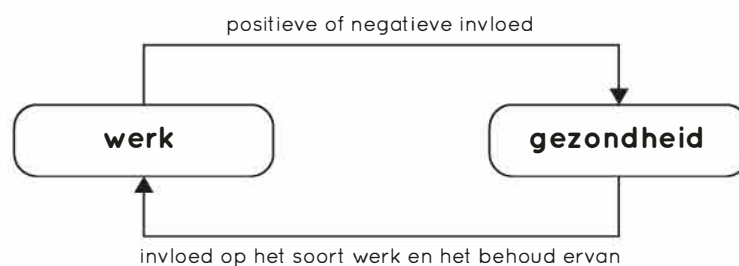 positieve of negatieve invloed
werk
gezondheid
invloed op het soort werk en het behoud ervan